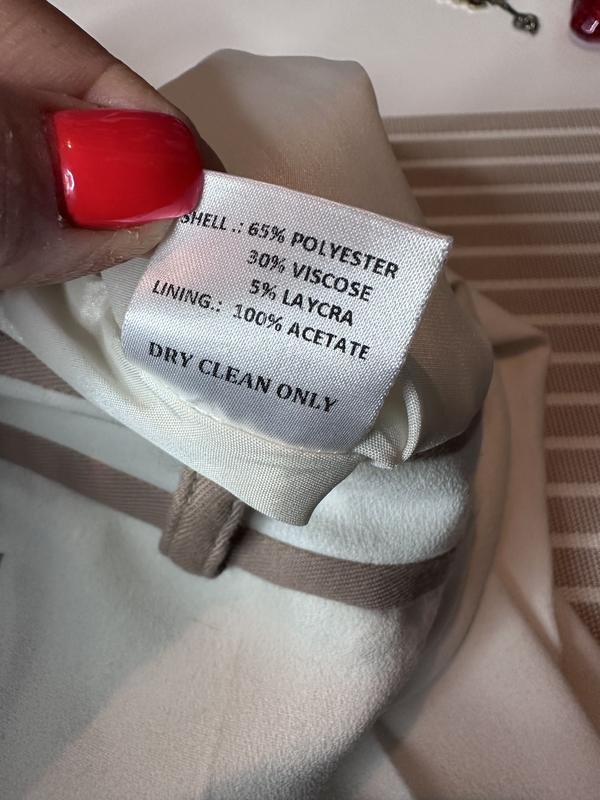 SHELL .: 65% POLYESTER
30% VISCOSE
5% LAYCRA
LINING.: 100% ACETATE
DRY CLEAN ONLY